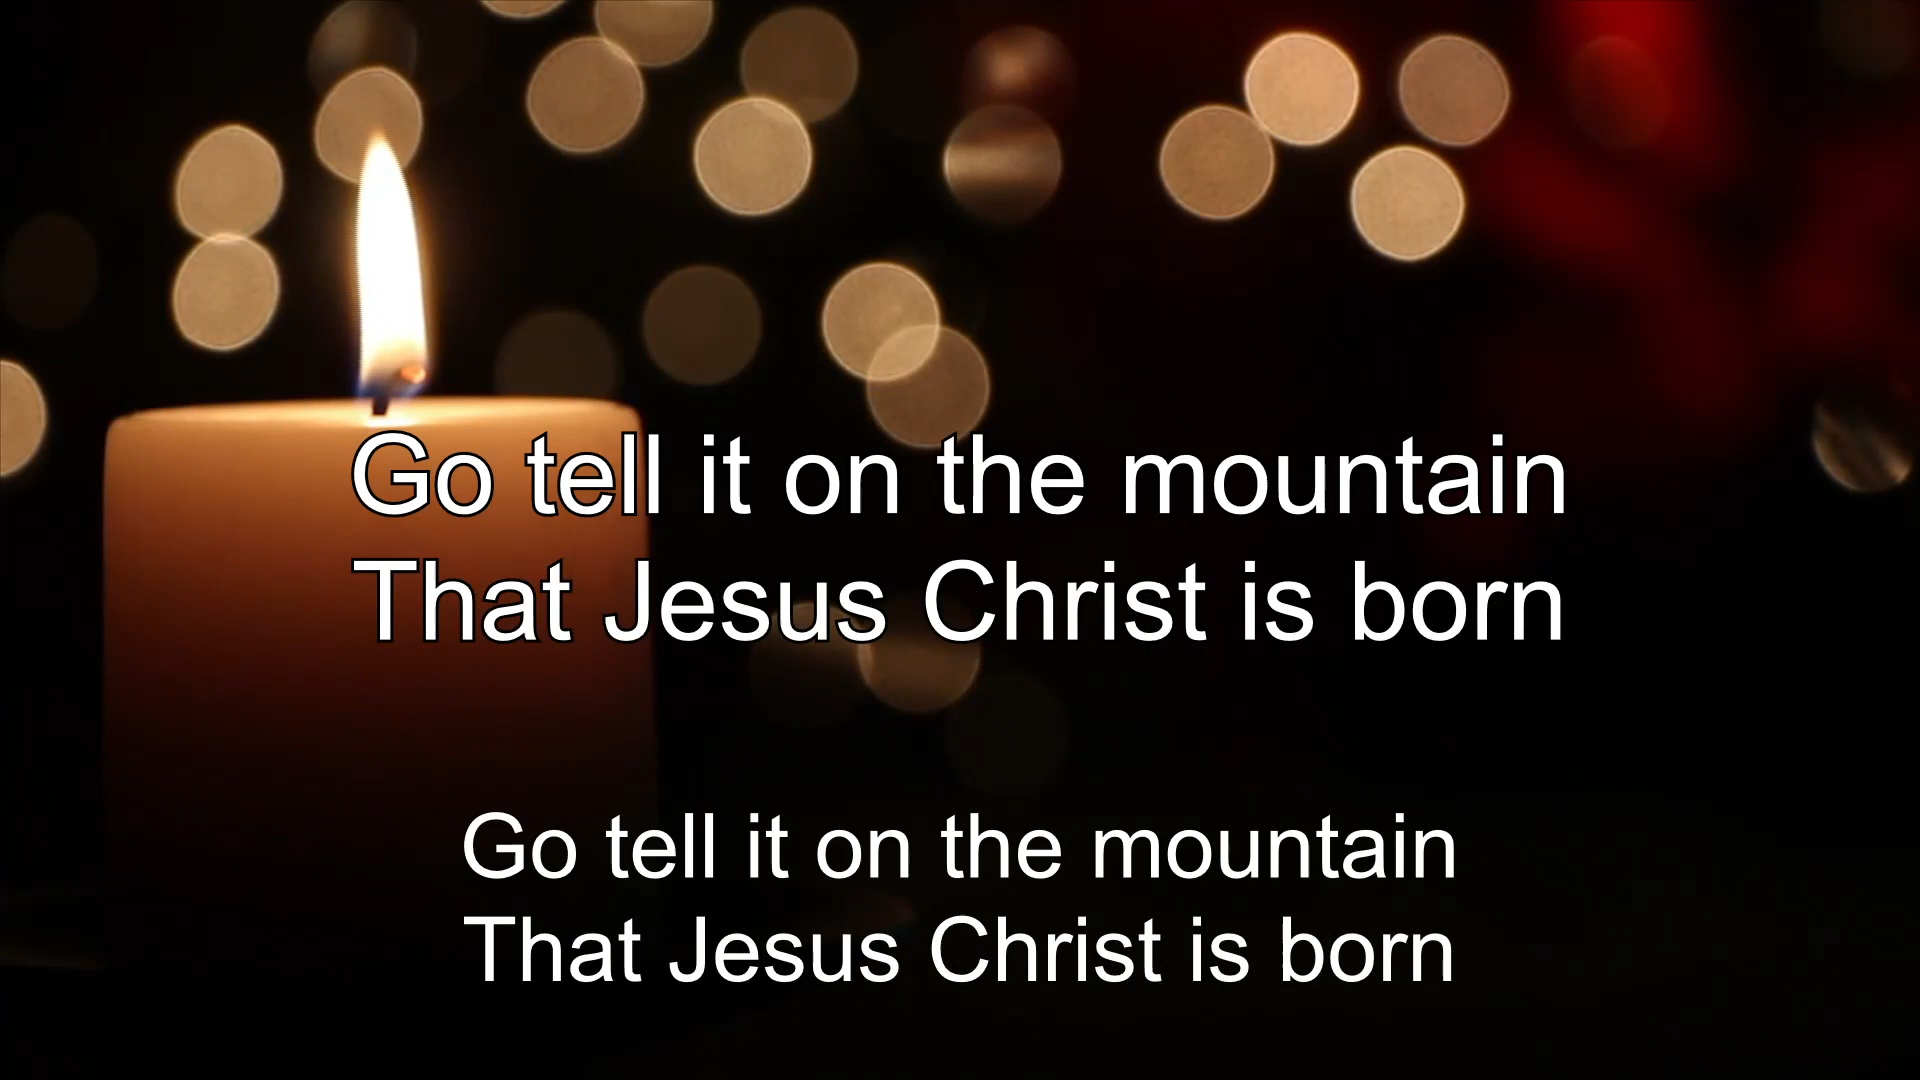 Go tell it on the mountain
That Jesus Christ is born
Go tell it on the mountain
That Jesus Christ is born